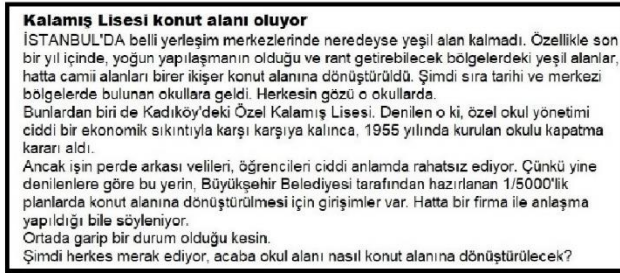 Kalamış Lisesi konut alanı oluyor
İSTANBUL'DA belli yerleşim merkezlerinde neredeyse yeşil alan kalmadı. Özellikle son
bir yıl içinde, yoğun yapılaşmanın olduğu ve rant getirebilecek bölgelerdeki yeşil alanlar,
hatta camii alanları birer ikişer konut alanına dönüştürüldü. Şimdi sıra tarihi ve merkezi
bölgelerde bulunan okullara geldi. Herkesin gözü o okullarda.
Bunlardan biri de Kadıköy'deki Özel Kalamış Lisesi. Denilen o ki, özel okul yönetimi
ciddi bir ekonomik sıkıntıyla karşı karşıya kalınca, 1955 yılında kurulan okulu kapatma
kararı aldı.
Ancak işin perde arkası velileri, öğrencileri ciddi anlamda rahatsız ediyor. Çünkü yine
denilenlere göre bu yerin, Büyükşehir Belediyesi tarafından hazırlanan 1/5000'lik
planlarda konut alanına dönüştürülmesi için girişimler var. Hatta bir firma ile anlaşma
yapıldığı bile söyleniyor.
Ortada garip bir durum olduğu kesin.
Şimdi herkes merak ediyor, acaba okul alanı nasıl konut alanına dönüştürülecek?